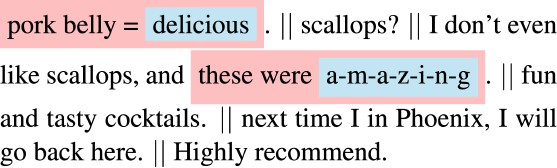 pork belly = delicious . || scallops? || I don't even
like scallops, and these were a-m-a-z-i-n-g . || fun
and tasty cocktails. || next time I in Phoenix, I will
go back here. || Highly recommend.